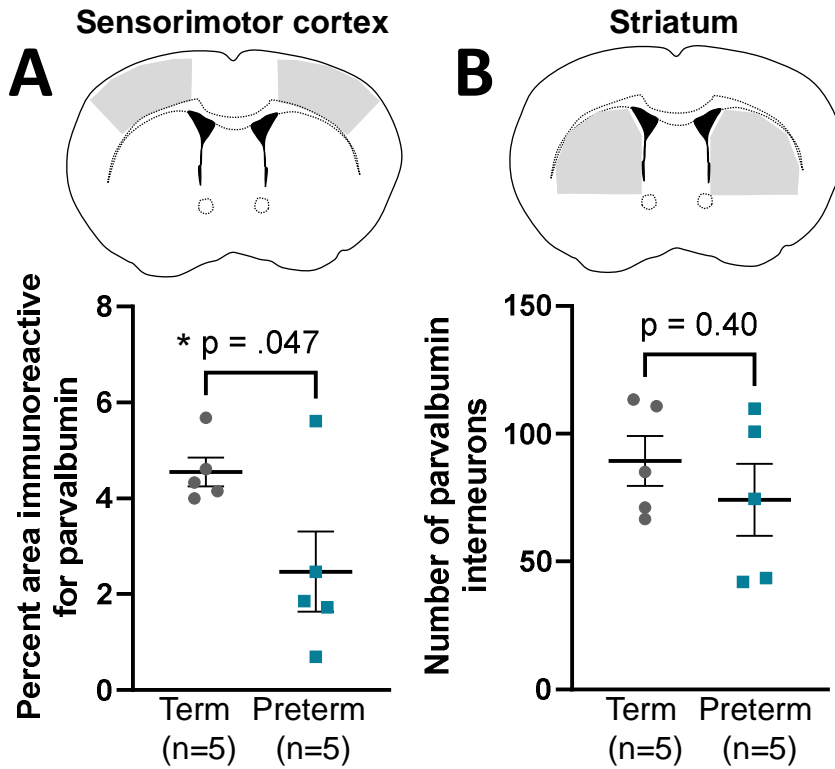 Sensorimotor cortex
A
Percent area immunoreactive
for parvalbumin
8
6
4
2
0
* p = .047
Term
(n=5)
Preterm
(n=5)
Striatum
B
Number of parvalbumin
interneurons
150
100
50
0
p = 0.40
Term
(n=5)
Preterm
(n=5)